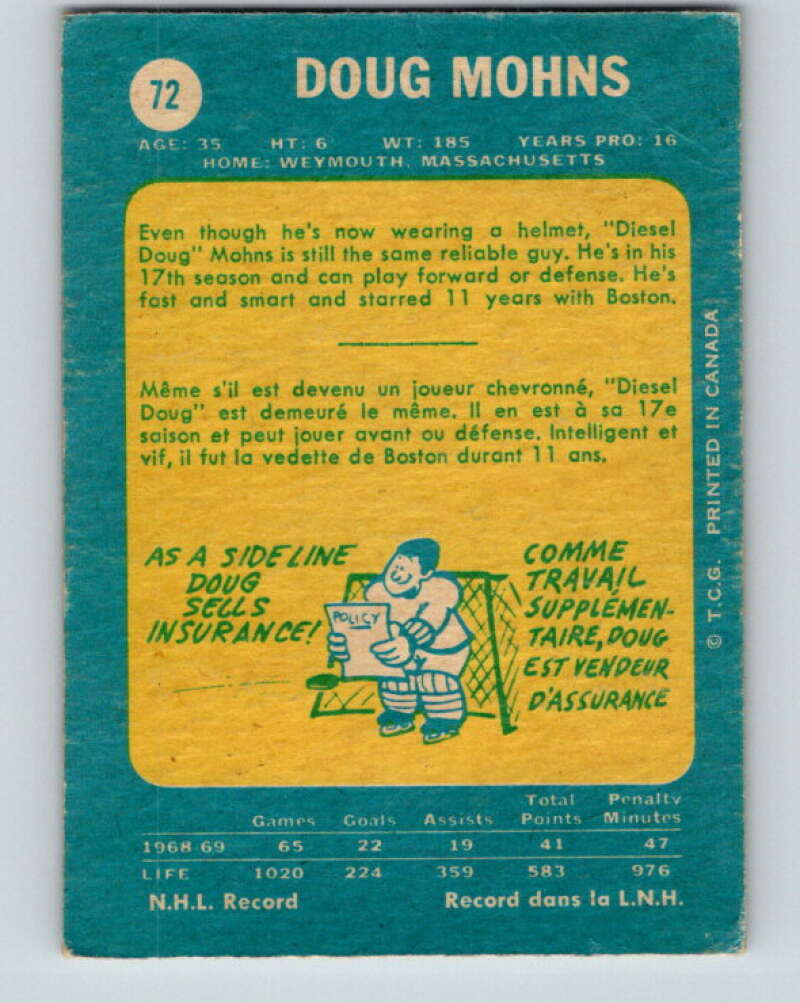 72
DOUG MOHNS
AGE: 35 HT: 6 WT: 185 YEARS PRO: 16
HOME: WEYMOUTH, MASSACHUSETTS
Even though he's now wearing a helmet, "Diesel
Doug" Mohns is still the same reliable guy. He's in his
17th season and can play forward or defense. He's
fast and smart and starred 11 years with Boston.
Même s'il est devenu un joueur chevronné, "Diesel
Doug" est demeuré le même. Il en est à sa 17e
saison et peut jouer avant ou défense. Intelligent et
vif, il fut la vedette de Boston durant 11 ans.
AS A SIDELINE
DOUG
SELLS
INSURANCE!
POLICY
COMME
TRAVAIL
SUPPLÉMEN-
TAIRE, DOUG
EST VENDEUR
D'ASSURANCE
© T.C.G. PRINTED IN CANADA
Total Penalty
Games Goals Assists Points Minutes
1968-69 65 22 19 41 47
LIFE 1020 224 359 583 976
N.H.L. Record Record dans la L.N.H.